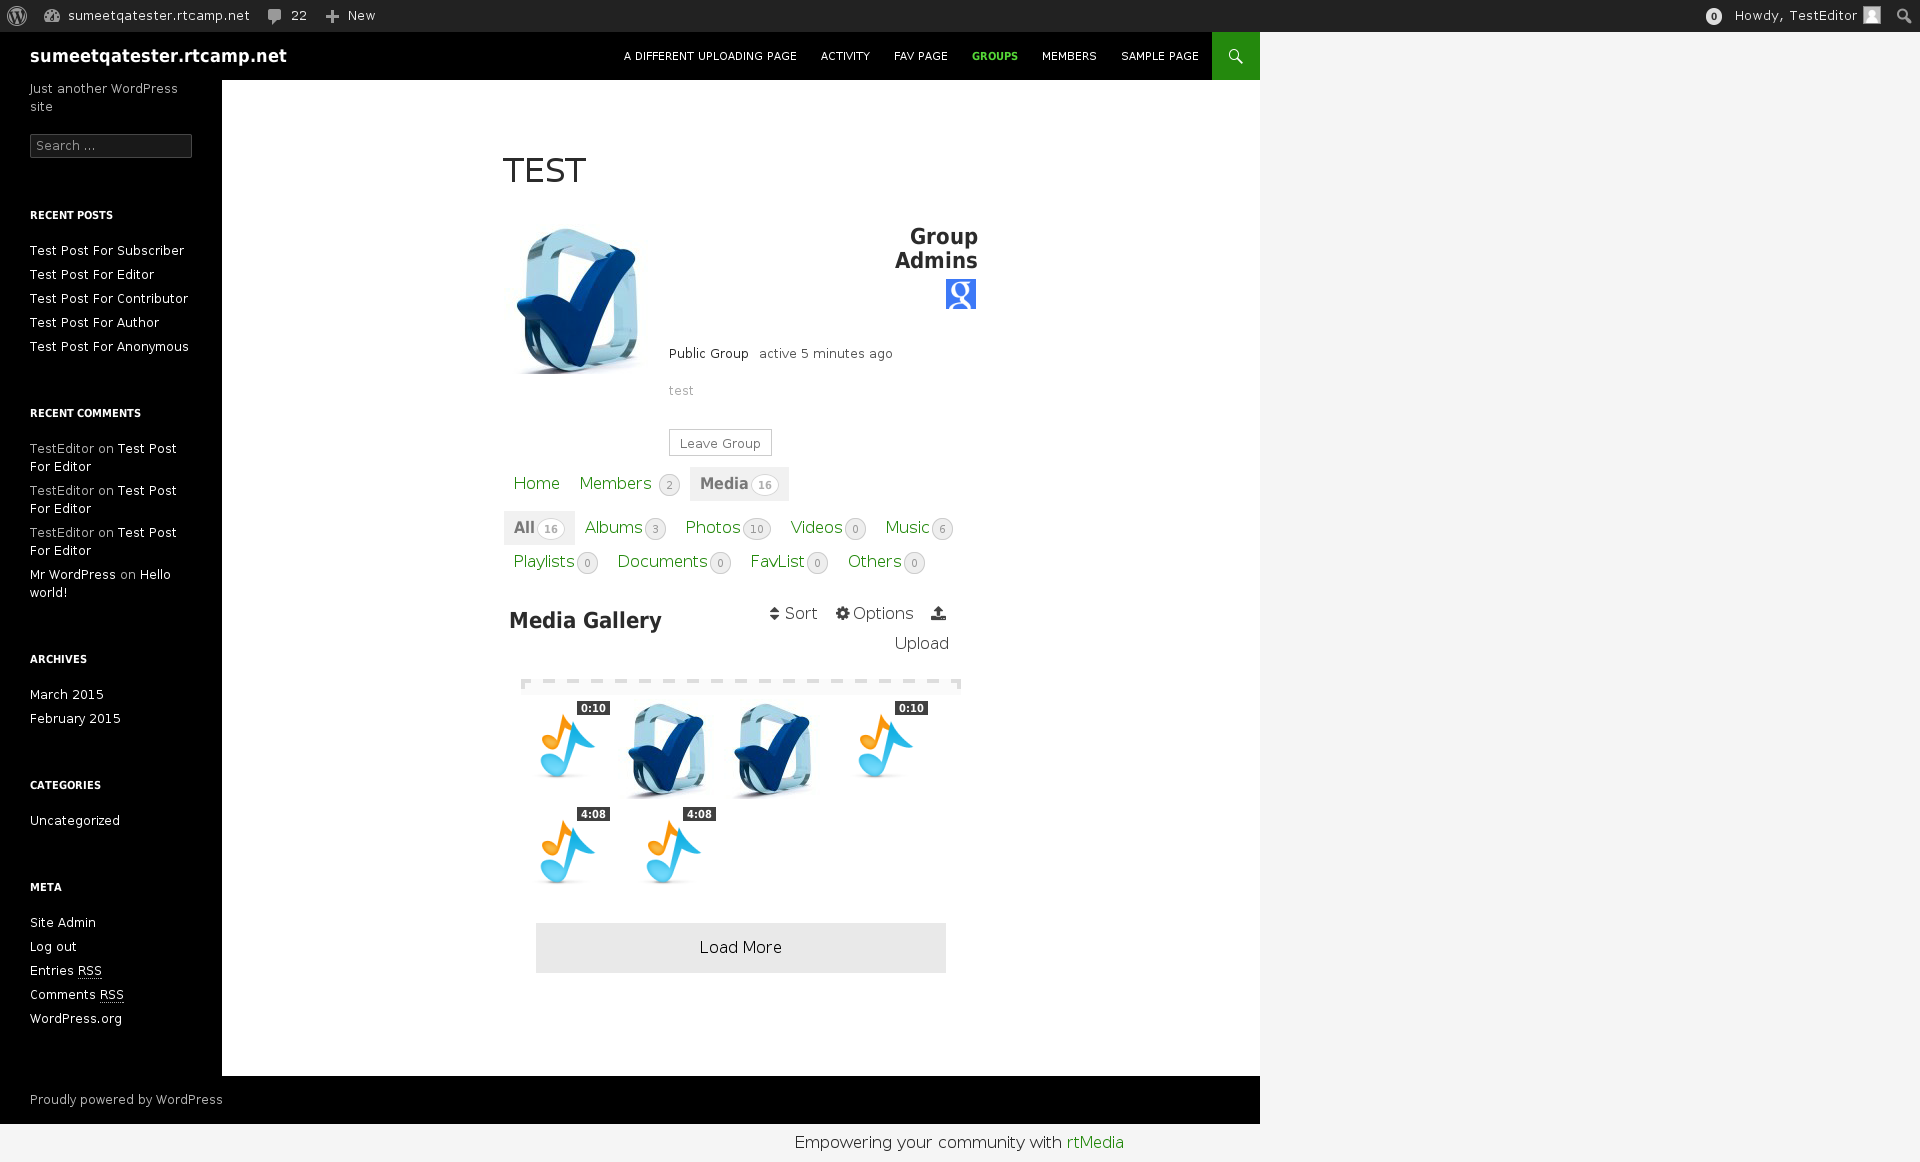 sumeetqatester.rtcamp.net 22 New 0 Howdy, TestEditor
sumeetqatester.rtcamp.net
A DIFFERENT UPLOADING PAGE ACTIVITY FAV PAGE GROUPS MEMBERS SAMPLE PAGE
Just another WordPress
site
Search ...
RECENT POSTS
Test Post For Subscriber
Test Post For Editor
Test Post For Contributor
Test Post For Author
Test Post For Anonymous
RECENT COMMENTS
TestEditor on Test Post
For Editor
TestEditor on Test Post
For Editor
TestEditor on Test Post
For Editor
Mr WordPress on Hello
world!
ARCHIVES
March 2015
February 2015
CATEGORIES
Uncategorized
META
Site Admin
Log out
Entries RSS
Comments RSS
WordPress.org
TEST
Group
Admins
g
Public Group active 5 minutes ago
test
Leave Group
Home Members 2 Media 16
All 16 Albums 3 Photos 10 Videos 0 Music 6
Playlists 0 Documents 0 FavList 0 Others 0
Media Gallery
Sort Options
Upload
0:10 0:10
4:08 4:08
Load More
Proudly powered by WordPress
Empowering your community with rtMedia